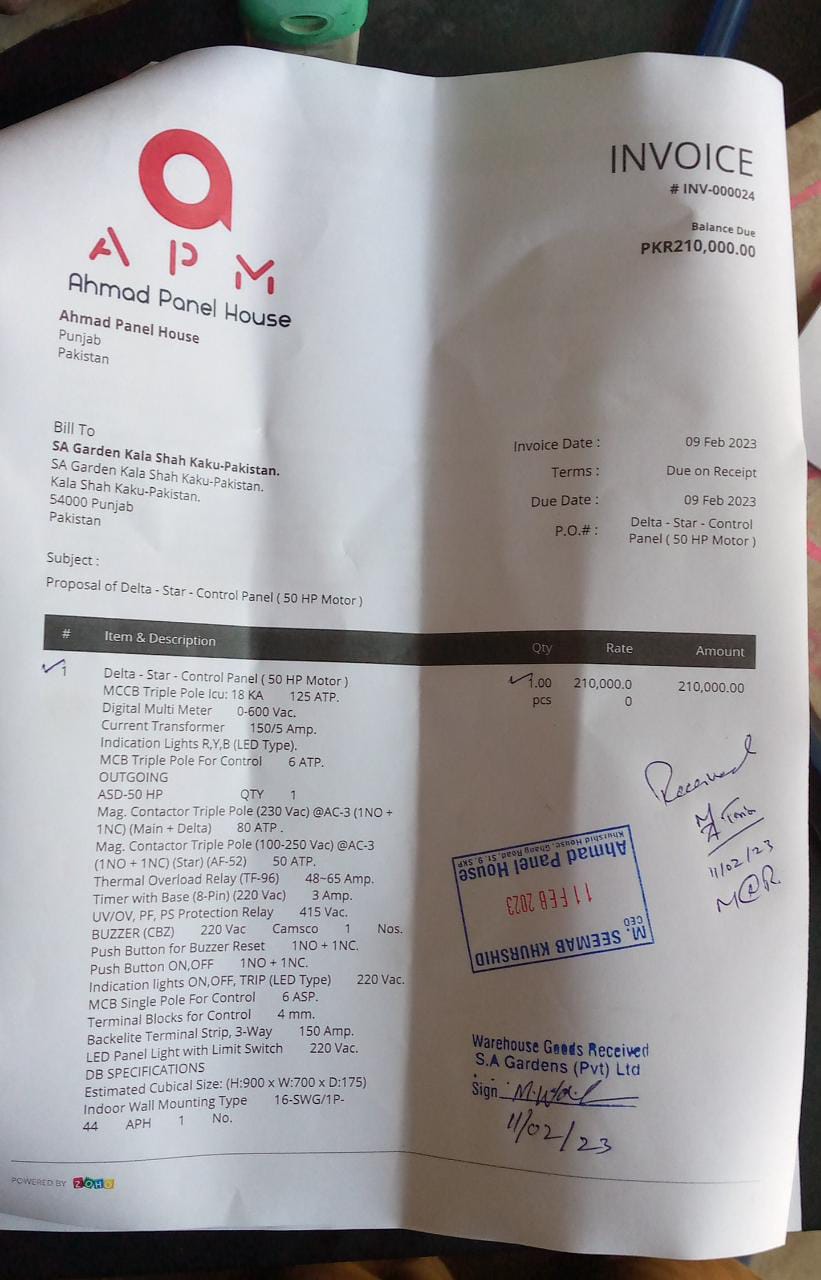 INVOICE
# INV-000024
Balance Due
PKR210,000.00
A P M
Ahmad Panel House
Ahmad Panel House
Punjab
Pakistan
Bill To
SA Garden Kala Shah Kaku-Pakistan.
SA Garden Kala Shah Kaku-Pakistan.
Kala Shah Kaku-Pakistan.
54000 Punjab
Pakistan
Invoice Date : 09 Feb 2023
Terms : Due on Receipt
Due Date : 09 Feb 2023
P.O.# : Delta - Star - Control
Panel ( 50 HP Motor )
Subject :
Proposal of Delta - Star - Control Panel ( 50 HP Motor )
# Item & Description Qty Rate Amount
1 Delta - Star - Control Panel ( 50 HP Motor ) 1.00 210,000.0 210,000.00
MCCB Triple Pole Icu: 18 KA 125 ATP. pcs 0
Digital Multi Meter 0-600 Vac.
Current Transformer 150/5 Amp.
Indication Lights R,Y,B (LED Type).
MCB Triple Pole For Control 6 ATP.
OUTGOING
ASD-50 HP QTY 1
Mag. Contactor Triple Pole (230 Vac) @AC-3 (1NO +
1NC) (Main + Delta) 80 ATP .
Mag. Contactor Triple Pole (100-250 Vac) @AC-3
(1NO + 1NC) (Star) (AF-52) 50 ATP.
Thermal Overload Relay (TF-96) 48~65 Amp.
Timer with Base (8-Pin) (220 Vac) 3 Amp.
UV/OV, PF, PS Protection Relay 415 Vac.
BUZZER (CBZ) 220 Vac Camsco 1 Nos.
Push Button for Buzzer Reset 1NO + 1NC.
Push Button ON,OFF 1NO + 1NC.
Indication lights ON,OFF, TRIP (LED Type) 220 Vac.
MCB Single Pole For Control 6 ASP.
Terminal Blocks for Control 4 mm.
Backelite Terminal Strip, 3-Way 150 Amp.
LED Panel Light with Limit Switch 220 Vac.
DB SPECIFICATIONS
Estimated Cubical Size: (H:900 x W:700 x D:175)
Indoor Wall Mounting Type 16-SWG/1P-
44 APH 1 No.
Received
11/02/23
M. SEEMAB KHURSHID
CEO
11 FEB 2023
Ahmad Panel House
Khurshid House, Ghang Road, St. 9, SKP
Warehouse Goods Received
S.A Gardens (Pvt) Ltd
Sign
11/02/23
POWERED BY ZOHO